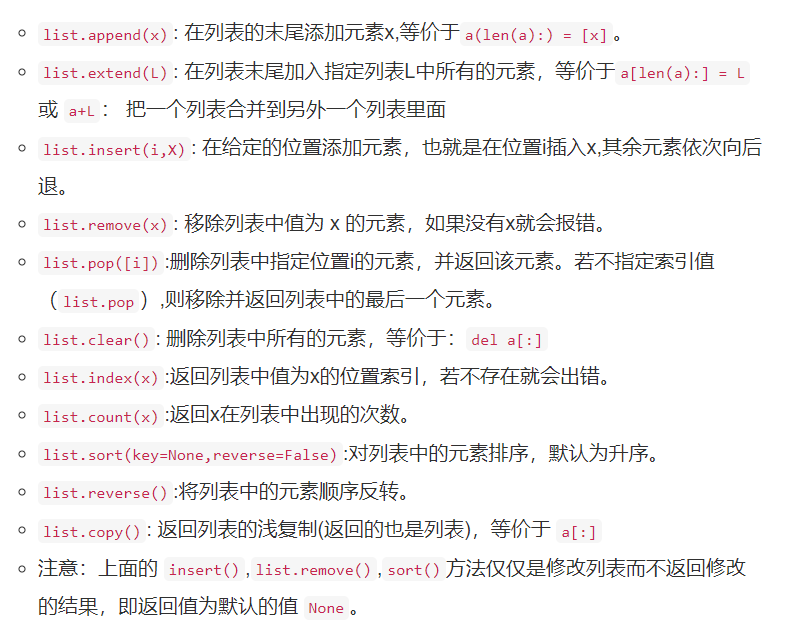 list.append(x) : 在列表的末尾添加元素x,等价于 a(len(a):) = [x] 。
list.extend(L) : 在列表末尾加入指定列表L中所有的元素，等价于 a[len(a):] = L
或 a+L ： 把一个列表合并到另外一个列表里面
list.insert(i,X) : 在给定的位置添加元素，也就是在位置i插入x,其余元素依次向后
退。
list.remove(x) : 移除列表中值为 x 的元素，如果没有x就会报错。
list.pop([i]) :删除列表中指定位置i的元素，并返回该元素。若不指定索引值
（ list.pop ）,则移除并返回列表中的最后一个元素。
list.clear() : 删除列表中所有的元素，等价于： del a[:]
list.index(x) :返回列表中值为x的位置索引，若不存在就会出错。
list.count(x) :返回x在列表中出现的次数。
list.sort(key=None,reverse=False) :对列表中的元素排序，默认为升序。
list.reverse() :将列表中的元素顺序反转。
list.copy() : 返回列表的浅复制(返回的也是列表)，等价于 a[:]
注意：上面的 insert() , list.remove() , sort() 方法仅仅是修改列表而不返回修改
的结果，即返回值为默认的值 None 。